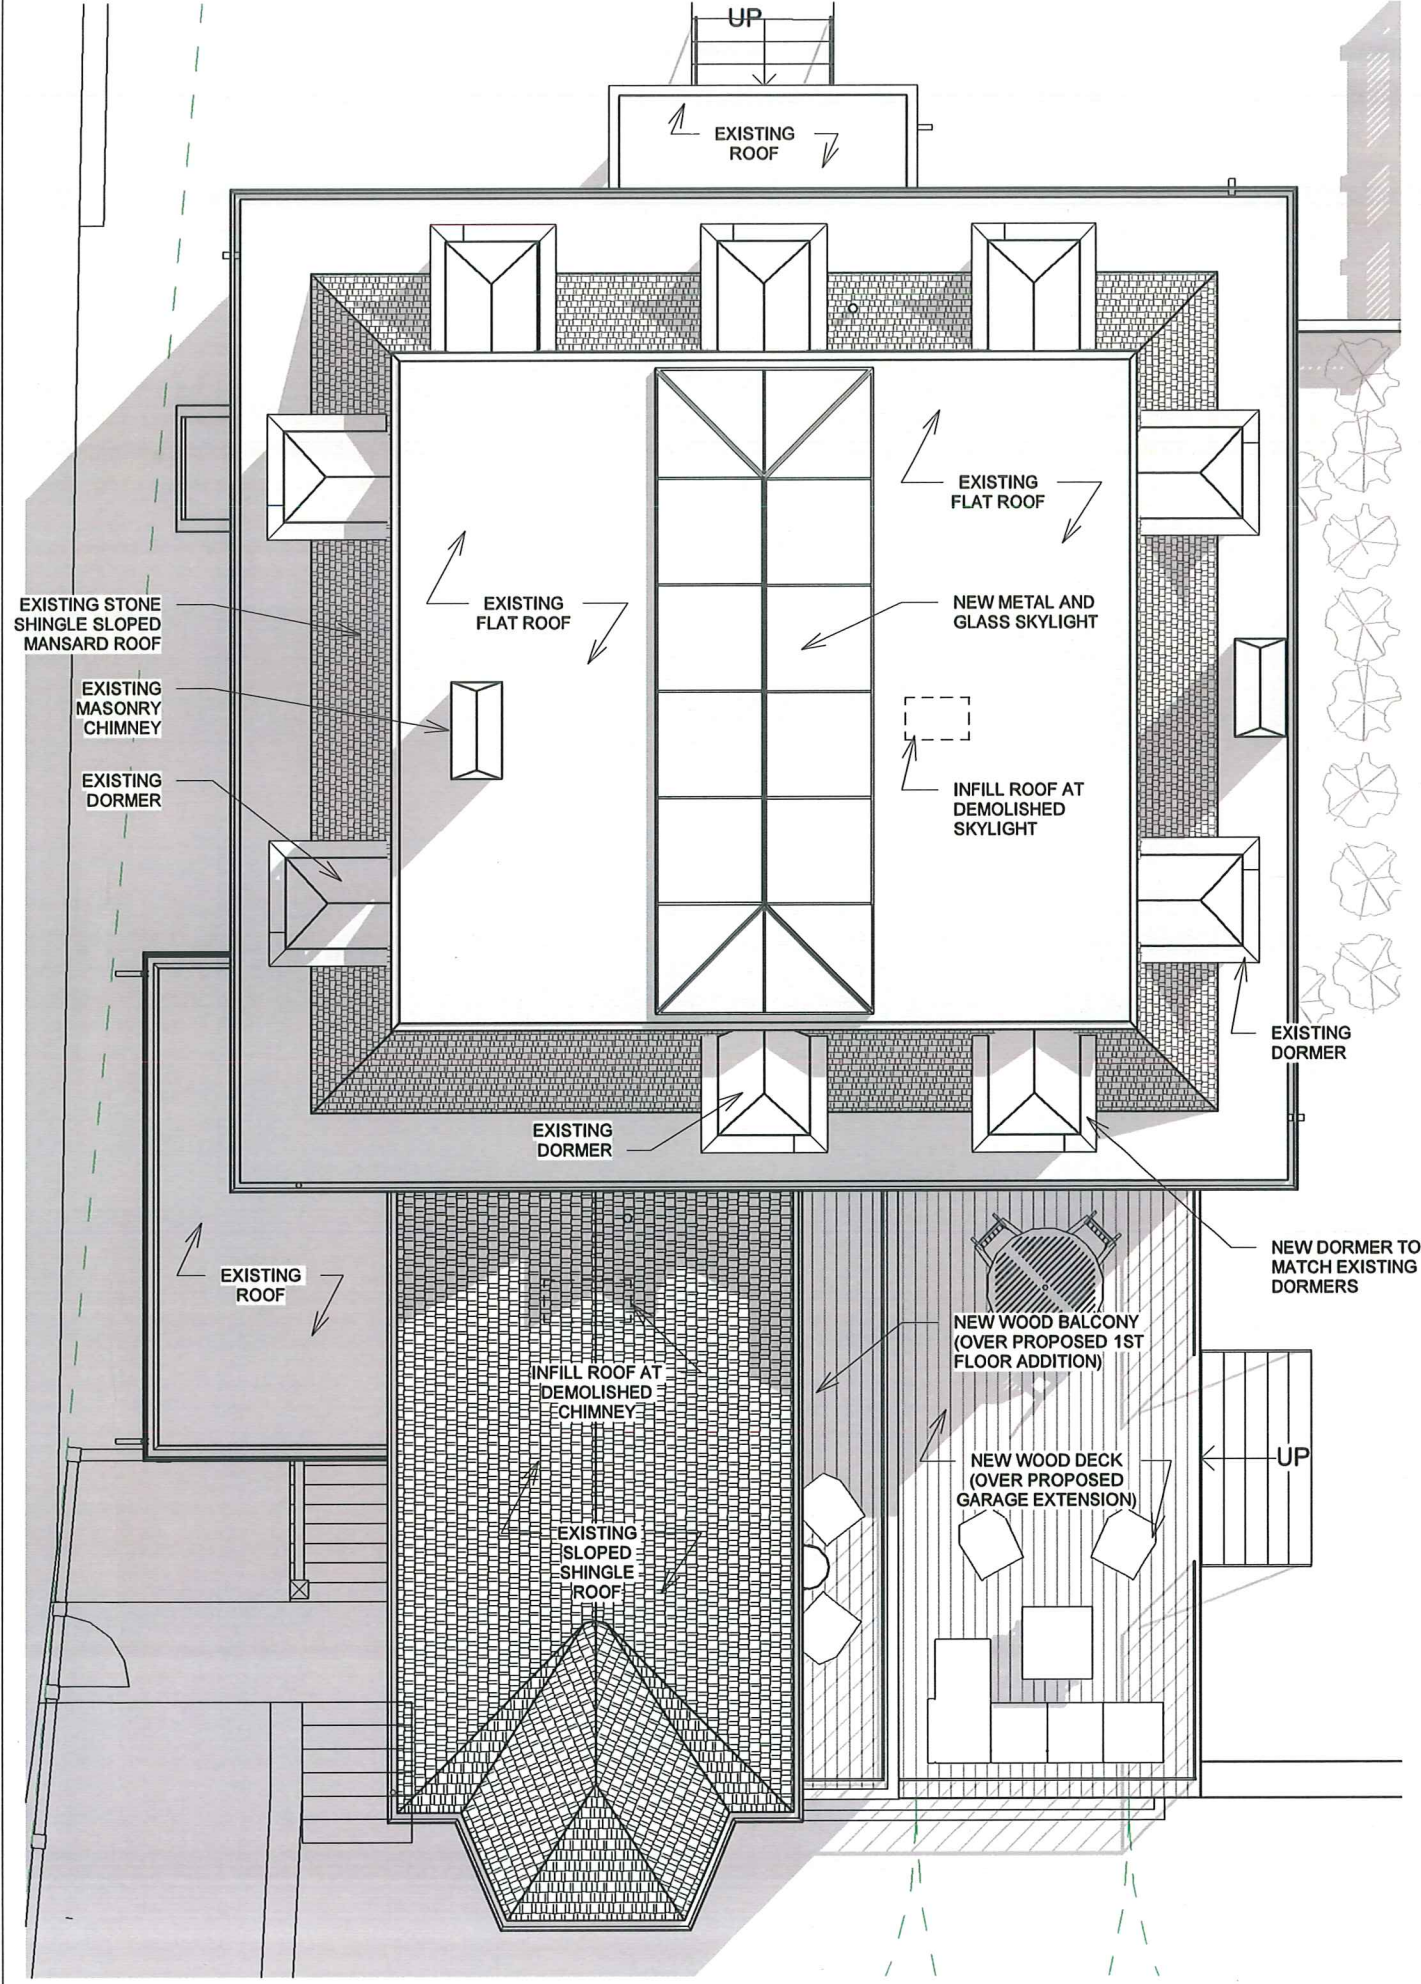 UP
EXISTING
ROOF
EXISTING
FLAT ROOF
EXISTING STONE
SHINGLE SLOPED
MANSARD ROOF
EXISTING
FLAT ROOF
NEW METAL AND
GLASS SKYLIGHT
EXISTING
MASONRY
CHIMNEY
EXISTING
DORMER
INFILL ROOF AT
DEMOLISHED
SKYLIGHT
EXISTING
DORMER
EXISTING
DORMER
NEW DORMER TO
MATCH EXISTING
DORMERS
EXISTING
ROOF
NEW WOOD BALCONY
(OVER PROPOSED 1ST
FLOOR ADDITION)
INFILL ROOF AT
DEMOLISHED
CHIMNEY
NEW WOOD DECK
(OVER PROPOSED
GARAGE EXTENSION)
UP
EXISTING
SLOPED
SHINGLE
ROOF